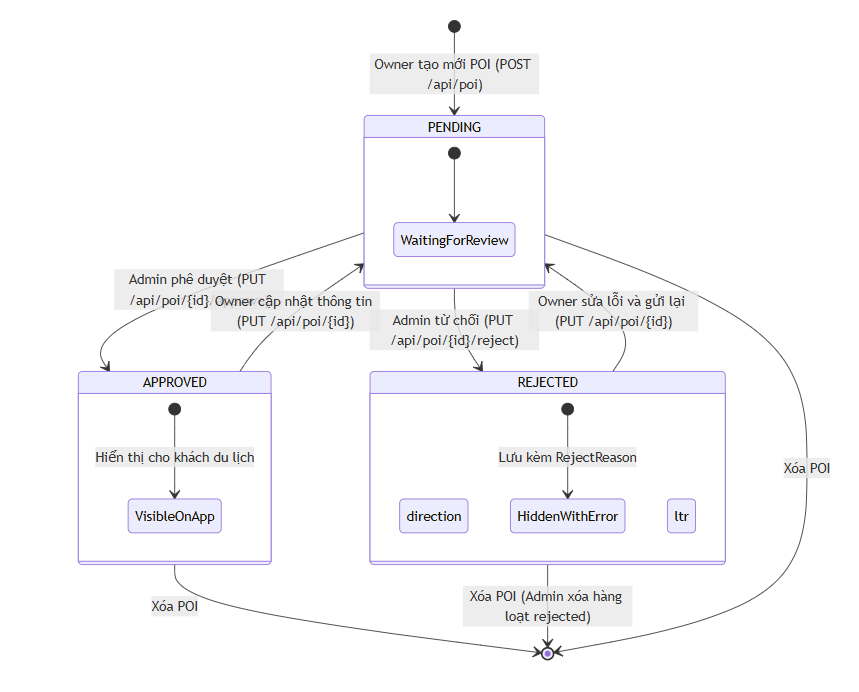 Owner tạo mới POI (POST
/api/poi)
PENDING
WaitingForReview
Admin phê duyệt (PUT
/api/poi/{id}/
Owner cập nhật thông tin
(PUT /api/poi/{id})
Admin từ chối (PUT
/api/poi/{id}/reject)
Owner sửa lỗi và gửi lại
(PUT /api/poi/{id})
APPROVED
REJECTED
Hiển thị cho khách du lịch
Lưu kèm RejectReason
Xóa POI
VisibleOnApp
direction
HiddenWithError
ltr
Xóa POI
Xóa POI (Admin xóa hàng
loạt rejected)